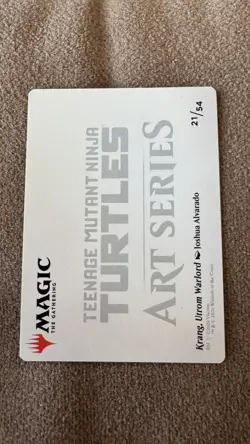 MAGIC
THE GATHERING
TEENAGE MUTANT NINJA
TURTLES
ART SERIES
Krang, Utrom Warlord Joshua Alvarado
21/54